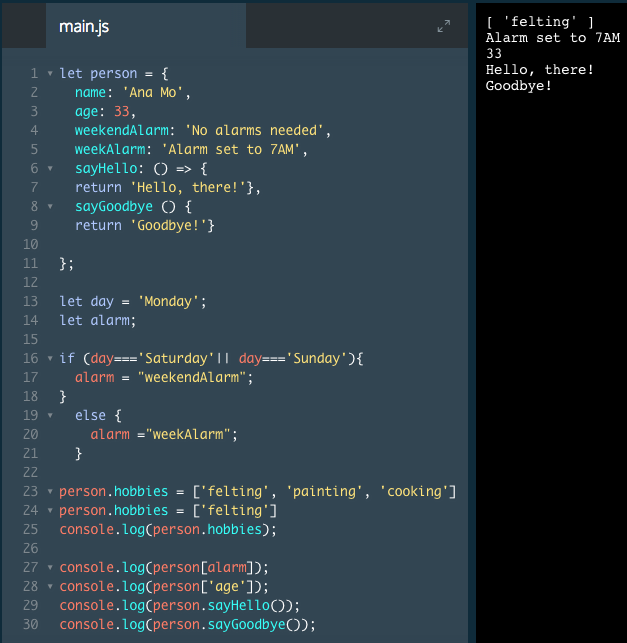 main.js
1 let person = {
2 name: 'Ana Mo',
3 age: 33,
4 weekendAlarm: 'No alarms needed',
5 weekAlarm: 'Alarm set to 7AM',
6 sayHello: () => {
7 return 'Hello, there!'},
8 sayGoodbye () {
9 return 'Goodbye!'}
10
11 };
12
13 let day = 'Monday';
14 let alarm;
15
16 if (day==='Saturday'|| day==='Sunday'){
17 alarm = "weekendAlarm";
18 }
19 else {
20 alarm ="weekAlarm";
21 }
22
23 person.hobbies = ['felting', 'painting', 'cooking']
24 person.hobbies = ['felting']
25 console.log(person.hobbies);
26
27 console.log(person[alarm]);
28 console.log(person['age']);
29 console.log(person.sayHello());
30 console.log(person.sayGoodbye());
[ 'felting' ]
Alarm set to 7AM
33
Hello, there!
Goodbye!